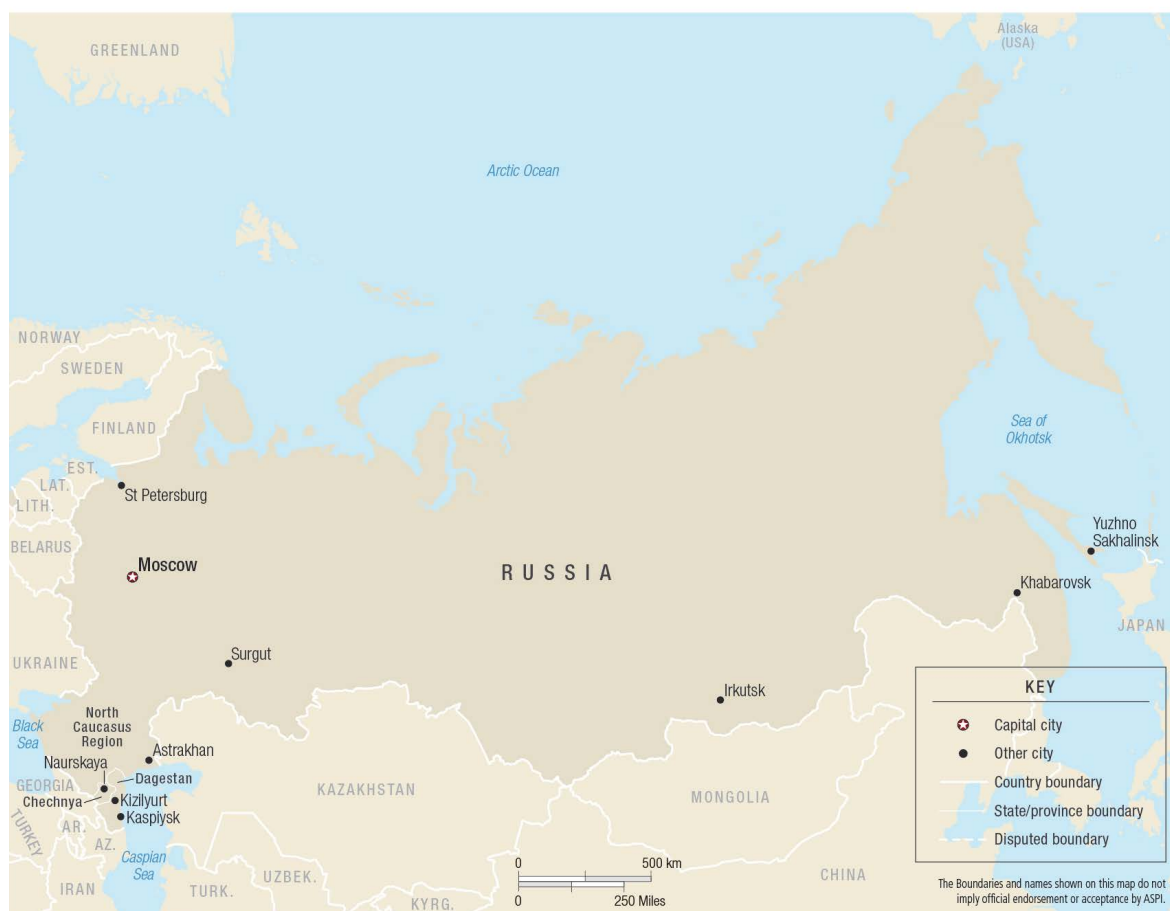 GREENLAND
Alaska
(USA)
Arctic Ocean
NORWAY
SWEDEN
FINLAND
Sea of
Okhotsk
EST.
LAT.
LITH.
St Petersburg
BELARUS
Moscow
RUSSIA
Yuzhno
Sakhalinsk
Khabarovsk
JAPAN
UKRAINE
Surgut
Irkutsk
North
Caucasus
Region
Black
Sea
Astrakhan
Naurskaya
Dagestan
GEORGIA
Chechnya
Kizilyurt
Kaspiysk
TURKEY
AR.
AZ.
Caspian
Sea
IRAN
TURK.
UZBEK.
KYRG.
KAZAKHSTAN
MONGOLIA
CHINA
0 500 km
0 250 Miles
KEY
Capital city
Other city
Country boundary
State/province boundary
Disputed boundary
The Boundaries and names shown on this map do not
imply official endorsement or acceptance by ASPI.